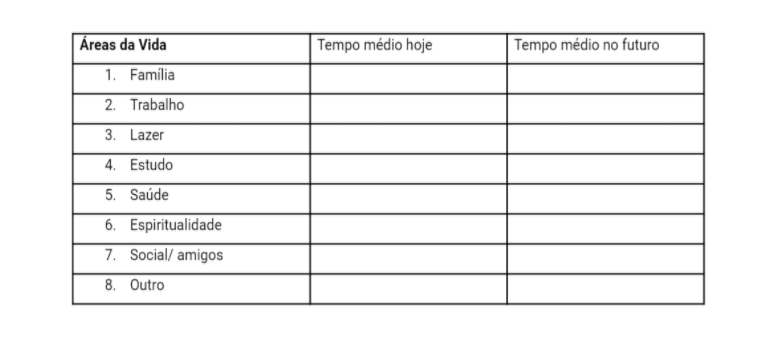 Áreas da Vida Tempo médio hoje Tempo médio no futuro
1. Família
2. Trabalho
3. Lazer
4. Estudo
5. Saúde
6. Espiritualidade
7. Social/ amigos
8. Outro